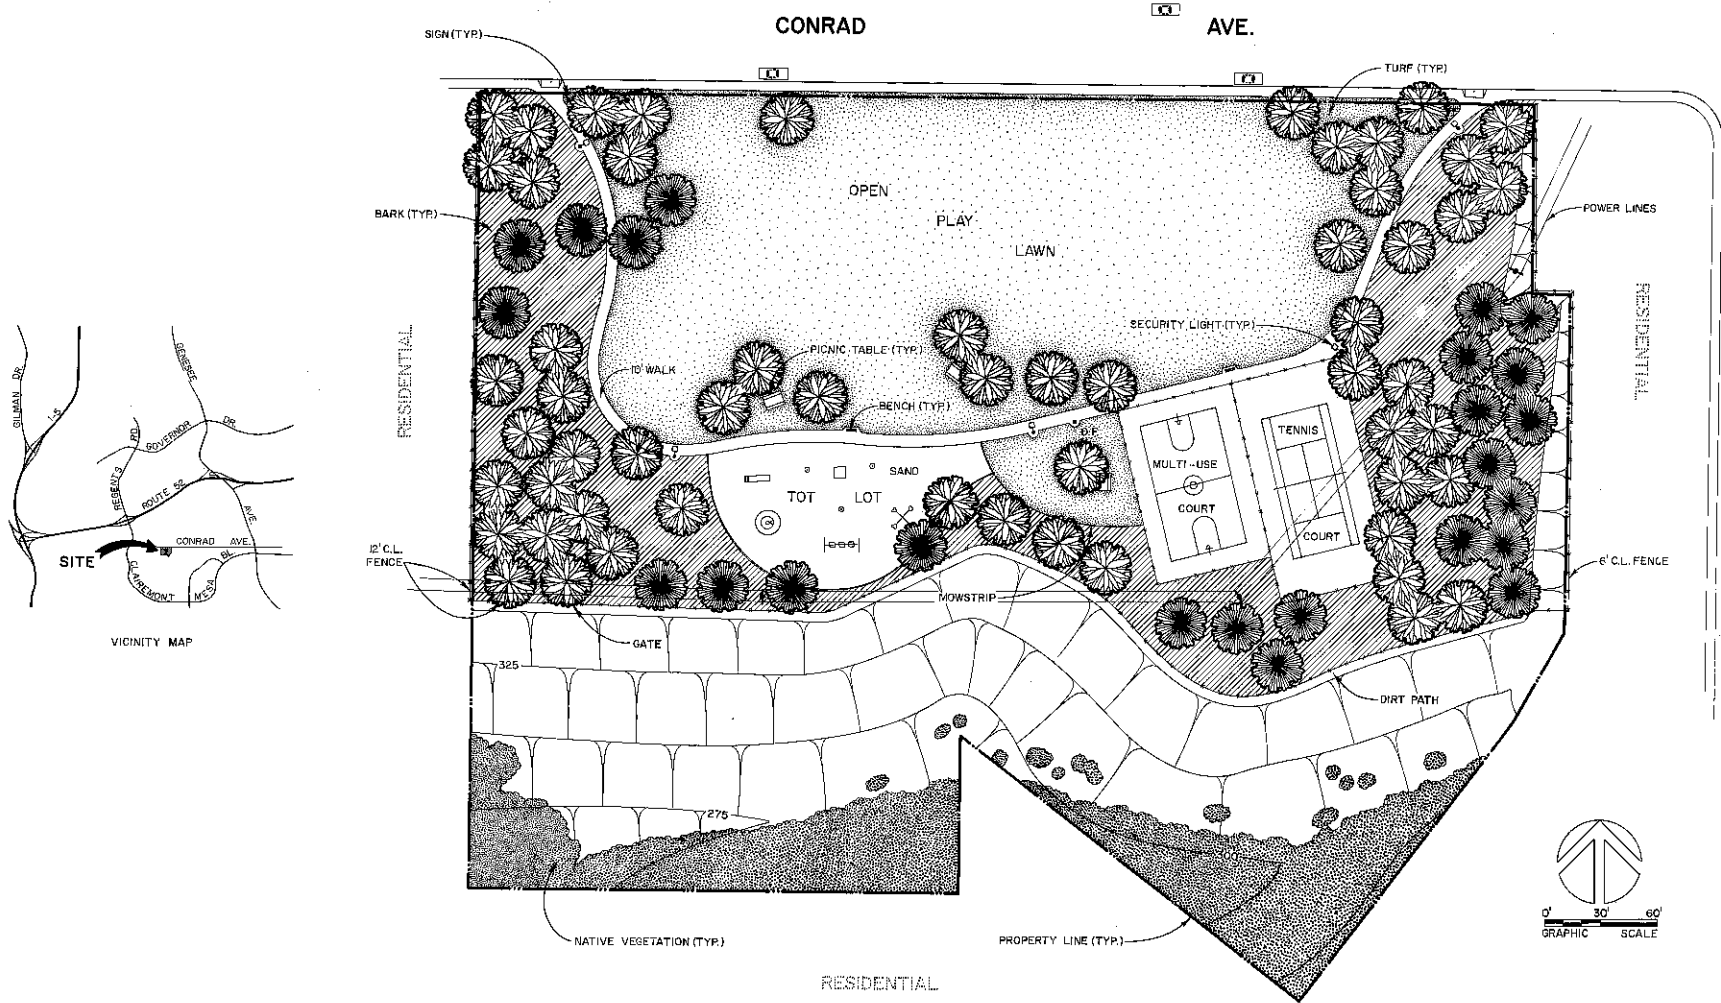 CONRAD AVE.
SIGN (TYP.)
TURF (TYP.)
OPEN
PLAY
LAWN
BARK (TYP.)
POWER LINES
RESIDENTIAL
RESIDENTIAL
SECURITY LIGHT (TYP.)
PICNIC TABLE (TYP.)
10' WALK
BENCH (TYP.)
D.F.
SAND
TOT LOT
MULTI-USE
COURT
TENNIS
COURT
12' C.L.
FENCE
6' C.L. FENCE
MOWSTRIP
GATE
325
DIRT PATH
275
300
NATIVE VEGETATION (TYP.)
PROPERTY LINE (TYP.)
RESIDENTIAL
0' 30' 60'
GRAPHIC SCALE
GILMAN DR.
I-5
GENESEE
AVE.
GOVERNOR DR.
REGENTS RD.
ROUTE 52
CONRAD AVE.
SITE
CLAIREMONT MESA BL.
VICINITY MAP